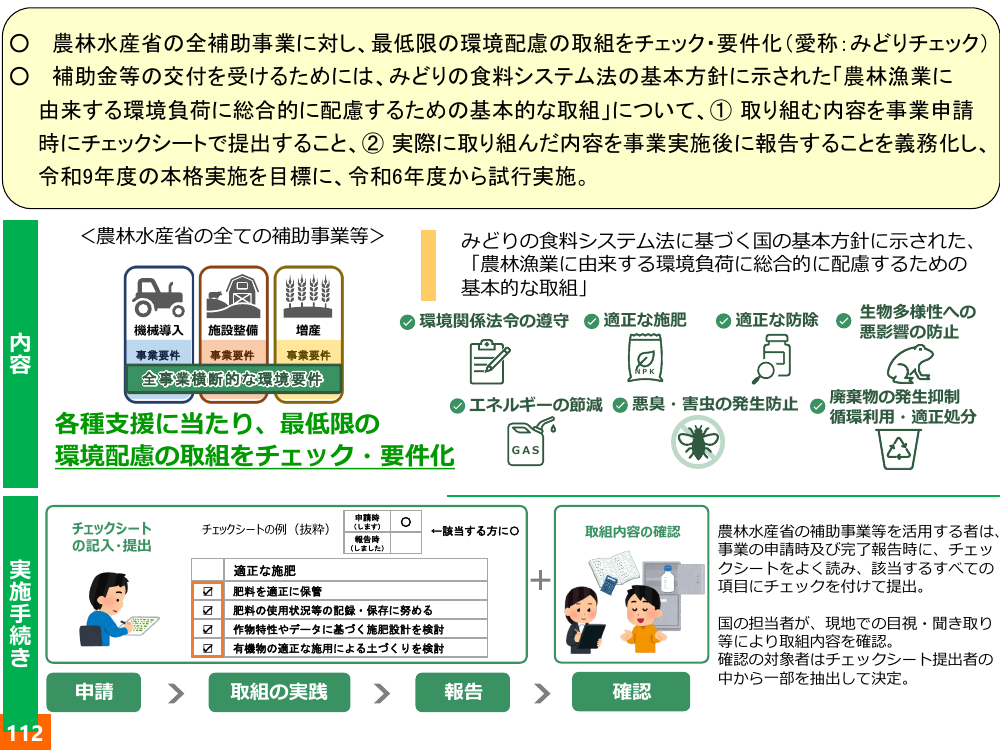 ○　農林水産省の全補助事業に対し、最低限の環境配慮の取組をチェック・要件化（愛称：みどりチェック）
○　補助金等の交付を受けるためには、みどりの食料システム法の基本方針に示された「農林漁業に
由来する環境負荷に総合的に配慮するための基本的な取組」について、① 取り組む内容を事業申請
時にチェックシートで提出すること、② 実際に取り組んだ内容を事業実施後に報告することを義務化し、
令和9年度の本格実施を目標に、令和6年度から試行実施。
内容
＜農林水産省の全ての補助事業等＞
機械導入
施設整備
増産
事業要件
事業要件
事業要件
全事業横断的な環境要件
各種支援に当たり、最低限の
環境配慮の取組をチェック・要件化
みどりの食料システム法に基づく国の基本方針に示された、
「農林漁業に由来する環境負荷に総合的に配慮するための
基本的な取組」
環境関係法令の遵守
適正な施肥
適正な防除
生物多様性への
悪影響の防止
NPK
エネルギーの節減
悪臭・害虫の発生防止
廃棄物の発生抑制
循環利用・適正処分
GAS
実施手続き
チェックシート
の記入・提出
チェックシートの例（抜粋）
申請時
（します）
○
報告時
（しました）
←該当する方に○
適正な施肥
☑ 肥料を適正に保管
☑ 肥料の使用状況等の記録・保存に努める
☑ 作物特性やデータに基づく施肥設計を検討
☑ 有機物の適正な施用による土づくりを検討
＋
取組内容の確認
農林水産省の補助事業等を活用する者は、
事業の申請時及び完了報告時に、チェッ
クシートをよく読み、該当するすべての
項目にチェックを付けて提出。
国の担当者が、現地での目視・聞き取り
等により取組内容を確認。
確認の対象者はチェックシート提出者の
中から一部を抽出して決定。
申請
取組の実践
報告
確認
112